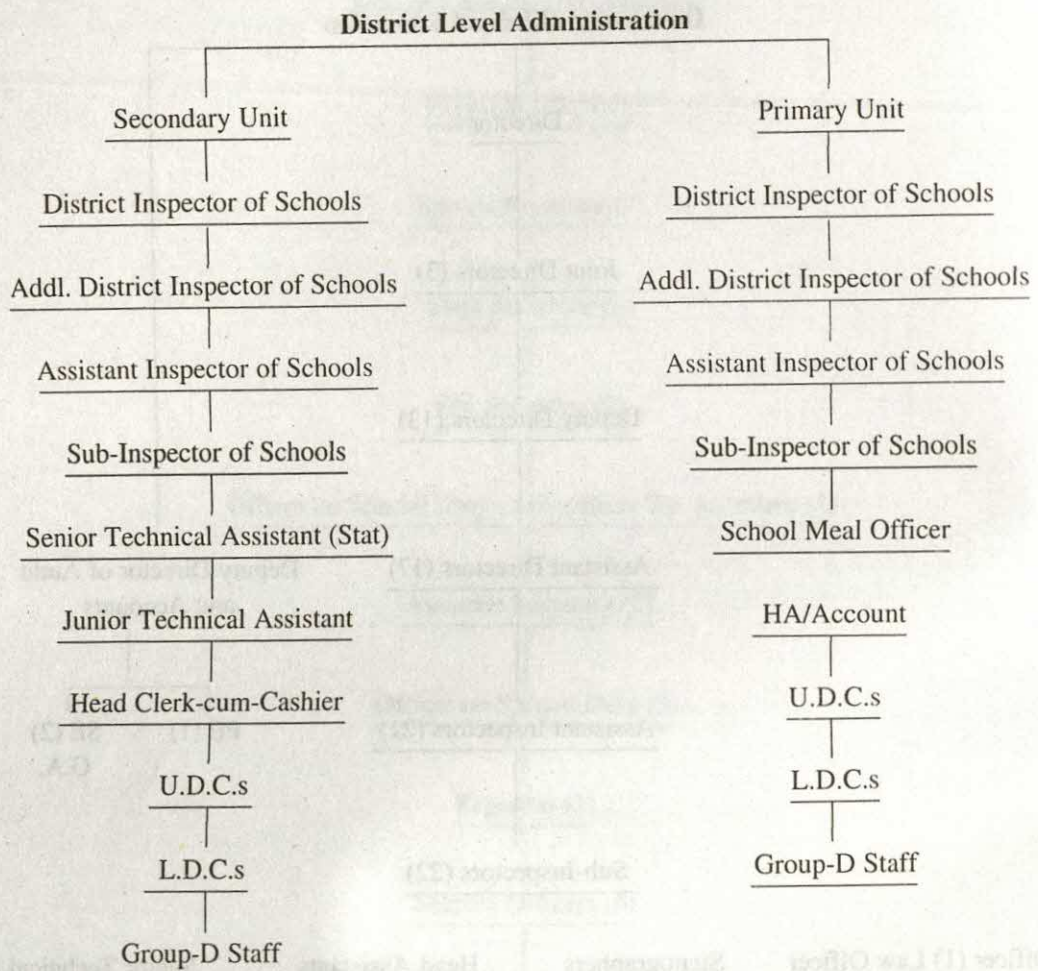 District Level Administration
Secondary Unit
District Inspector of Schools
Addl. District Inspector of Schools
Assistant Inspector of Schools
Sub-Inspector of Schools
Senior Technical Assistant (Stat)
Junior Technical Assistant
Head Clerk-cum-Cashier
U.D.C.s
L.D.C.s
Group-D Staff
Primary Unit
District Inspector of Schools
Addl. District Inspector of Schools
Assistant Inspector of Schools
Sub-Inspector of Schools
School Meal Officer
HA/Account
U.D.C.s
L.D.C.s
Group-D Staff